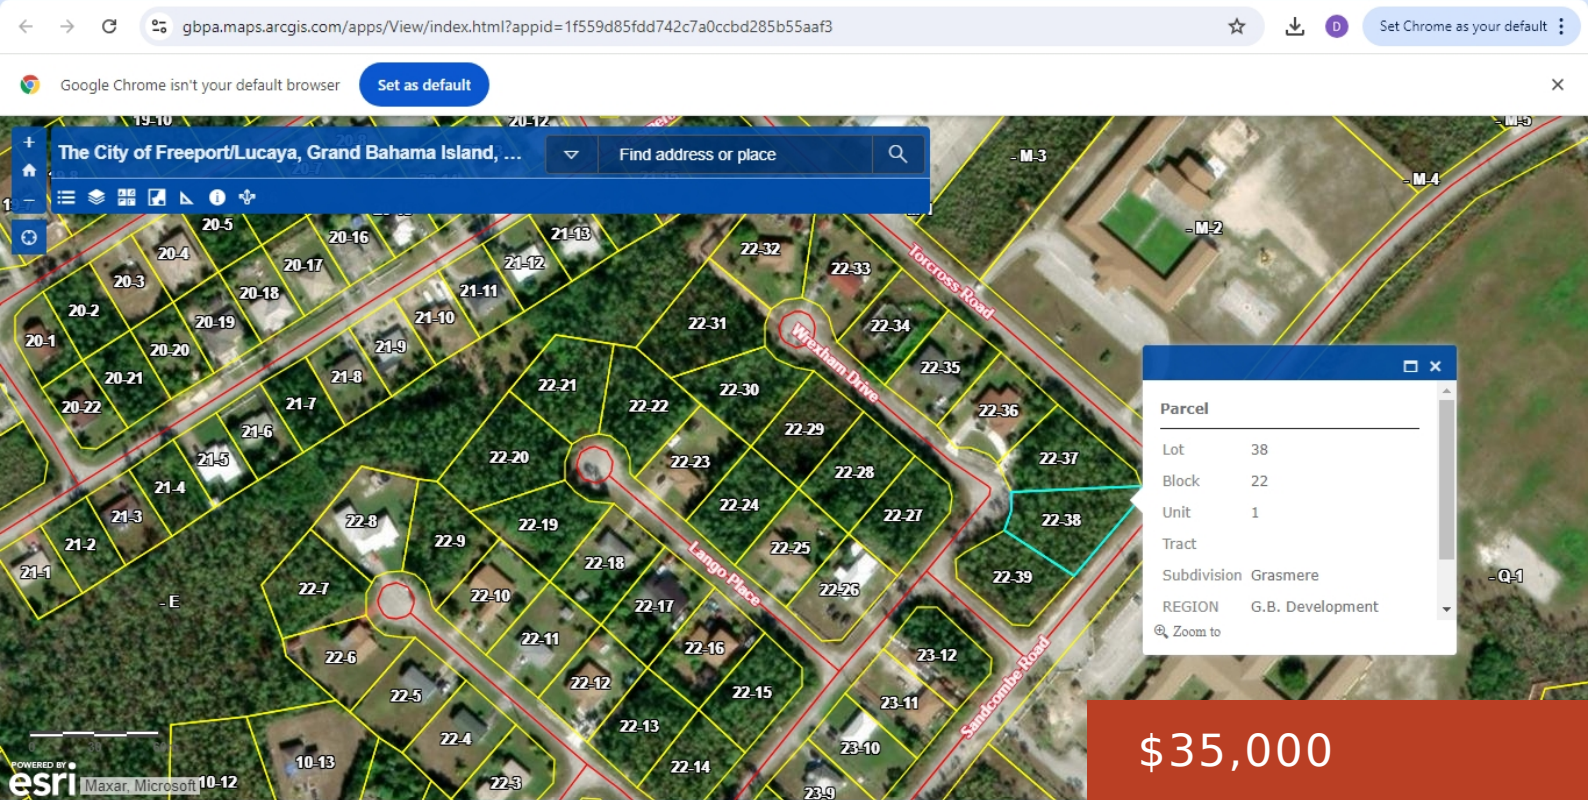 gbpa.maps.arcgis.com/apps/View/index.html?appid=1f559d85fdd742c7a0ccbd285b55aaf3
D
Set Chrome as your default
Google Chrome isn't your default browser
Set as default
19-10
20-12
M-5
The City of Freeport/Lucaya, Grand Bahama Island, ...
Find address or place
- M-3
- M-4
- M-2
20-5
20-16
21-13
20-4
20-17
21-12
22-32
22-33
Torcross Road
20-3
20-18
21-11
20-2
20-19
21-10
22-31
22-34
Wrexham Drive
20-1
20-20
21-9
22-35
20-21
21-8
22-21
22-30
20-22
21-7
22-22
22-36
21-6
22-29
21-5
22-20
22-23
22-28
22-37
21-4
22-24
22-27
22-38
21-3
22-8
22-19
21-2
22-9
22-18
22-25
21-1
22-7
22-10
22-17
Lango Place
22-26
22-39
- E
- Q-1
22-6
22-11
22-16
23-12
22-5
22-12
22-15
23-11
Sandcombe Road
22-4
22-13
23-10
10-13
22-14
10-12
22-3
23-9
Parcel
Lot 38
Block 22
Unit 1
Tract
Subdivision Grasmere
REGION G.B. Development
Zoom to
POWERED BY
esri
Maxar, Microsoft
$35,000